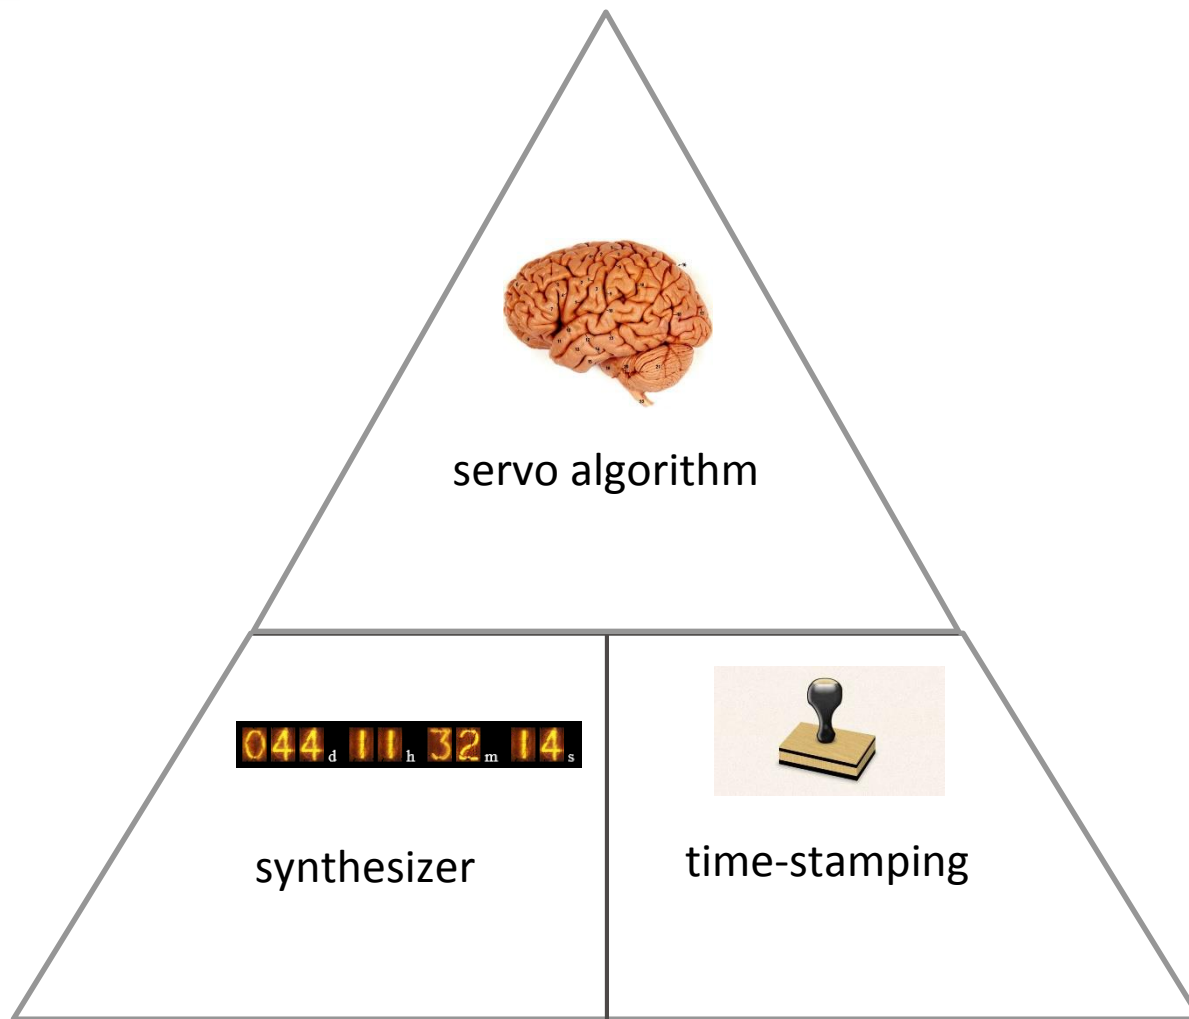 servo algorithm
044d 11h 32m 14s
synthesizer
time-stamping